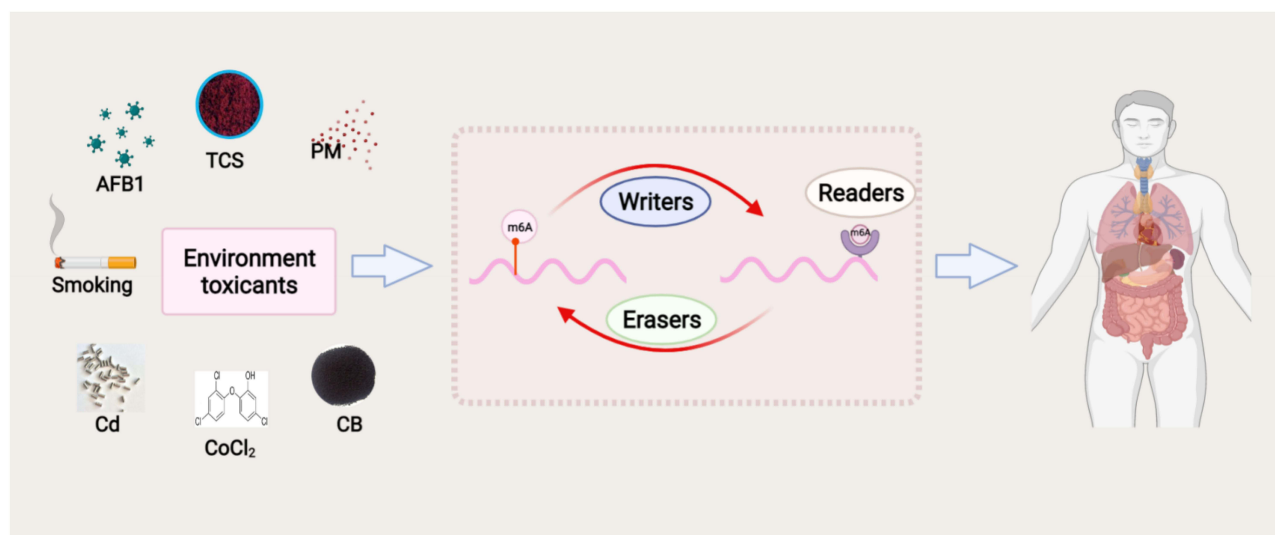 AFB1
TCS
PM
Smoking
Environment
toxicants
Cd
Cl
OH
O
Cl
Cl
CoCl₂
CB
m6A
Writers
Readers
m6A
Erasers